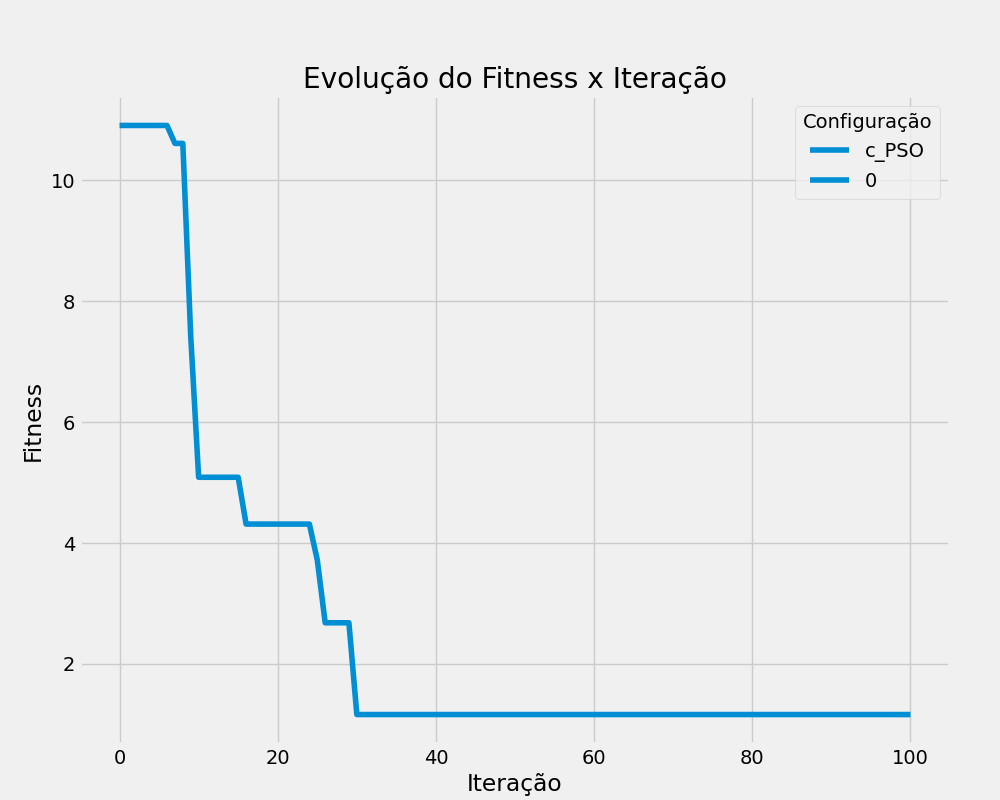 Evolução do Fitness x Iteração
Configuração
c_PSO
0
10
8
6
4
2
Fitness
0 20 40 60 80 100
Iteração